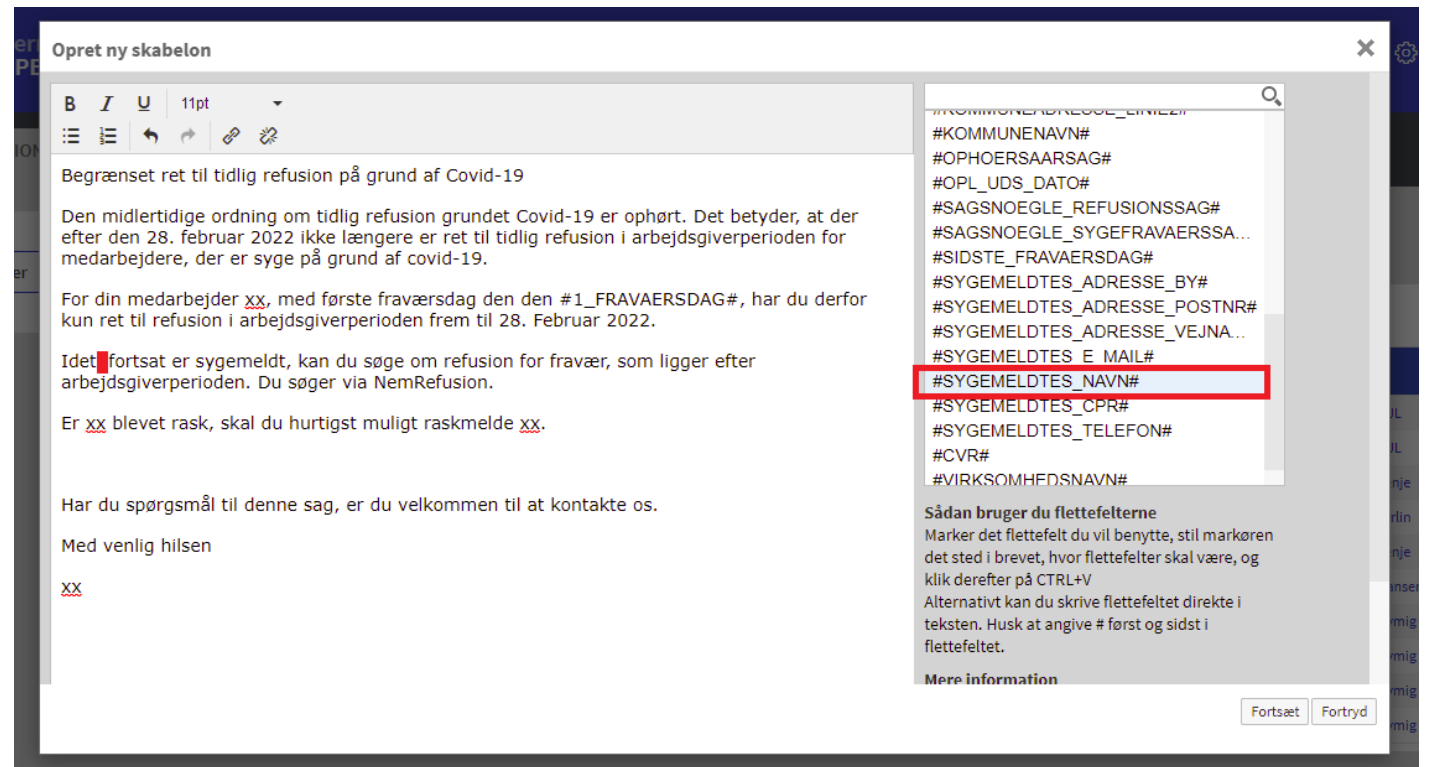 Opret ny skabelon
B I U 11pt
Begrænset ret til tidlig refusion på grund af Covid-19
Den midlertidige ordning om tidlig refusion grundet Covid-19 er ophørt. Det betyder, at der
efter den 28. februar 2022 ikke længere er ret til tidlig refusion i arbejdsgiverperioden for
medarbejdere, der er syge på grund af covid-19.
For din medarbejder xx, med første fraværsdag den den #1_FRAVAERSDAG#, har du derfor
kun ret til refusion i arbejdsgiverperioden frem til 28. Februar 2022.
Idet fortsat er sygemeldt, kan du søge om refusion for fravær, som ligger efter
arbejdsgiverperioden. Du søger via NemRefusion.
Er xx blevet rask, skal du hurtigst muligt raskmelde xx.
Har du spørgsmål til denne sag, er du velkommen til at kontakte os.
Med venlig hilsen
xx
#KOMMUNEADRESSE_LINIE2#
#KOMMUNENAVN#
#OPHOERSAARSAG#
#OPL_UDS_DATO#
#SAGSNOEGLE_REFUSIONSSAG#
#SAGSNOEGLE_SYGEFRAVAERSSA...
#SIDSTE_FRAVAERSDAG#
#SYGEMELDTES_ADRESSE_BY#
#SYGEMELDTES_ADRESSE_POSTNR#
#SYGEMELDTES_ADRESSE_VEJNA...
#SYGEMELDTES_E_MAIL#
#SYGEMELDTES_NAVN#
#SYGEMELDTES_CPR#
#SYGEMELDTES_TELEFON#
#CVR#
#VIRKSOMHEDSNAVN#
Sådan bruger du flettefelterne
Marker det flettefelt du vil benytte, stil markøren
det sted i brevet, hvor flettefelter skal være, og
klik derefter på CTRL+V
Alternativt kan du skrive flettefeltet direkte i
teksten. Husk at angive # først og sidst i
flettefeltet.
Mere information
Fortsæt Fortryd